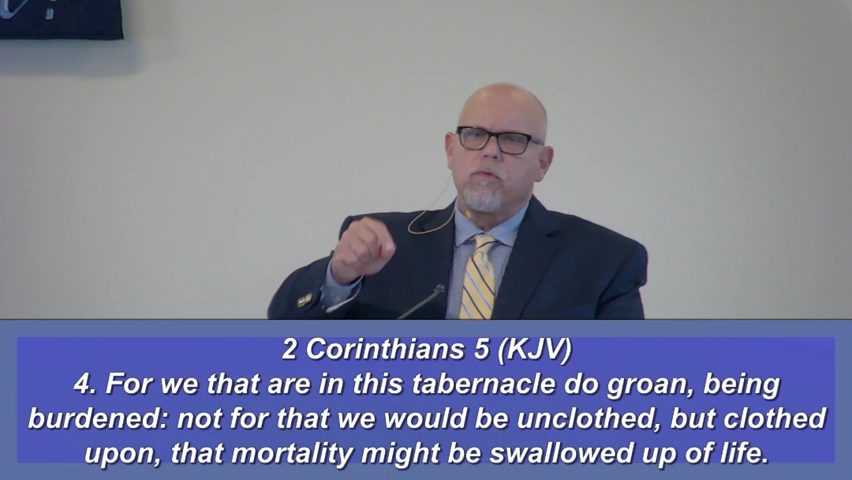 2 Corinthians 5 (KJV)
4. For we that are in this tabernacle do groan, being
burdened: not for that we would be unclothed, but clothed
upon, that mortality might be swallowed up of life.